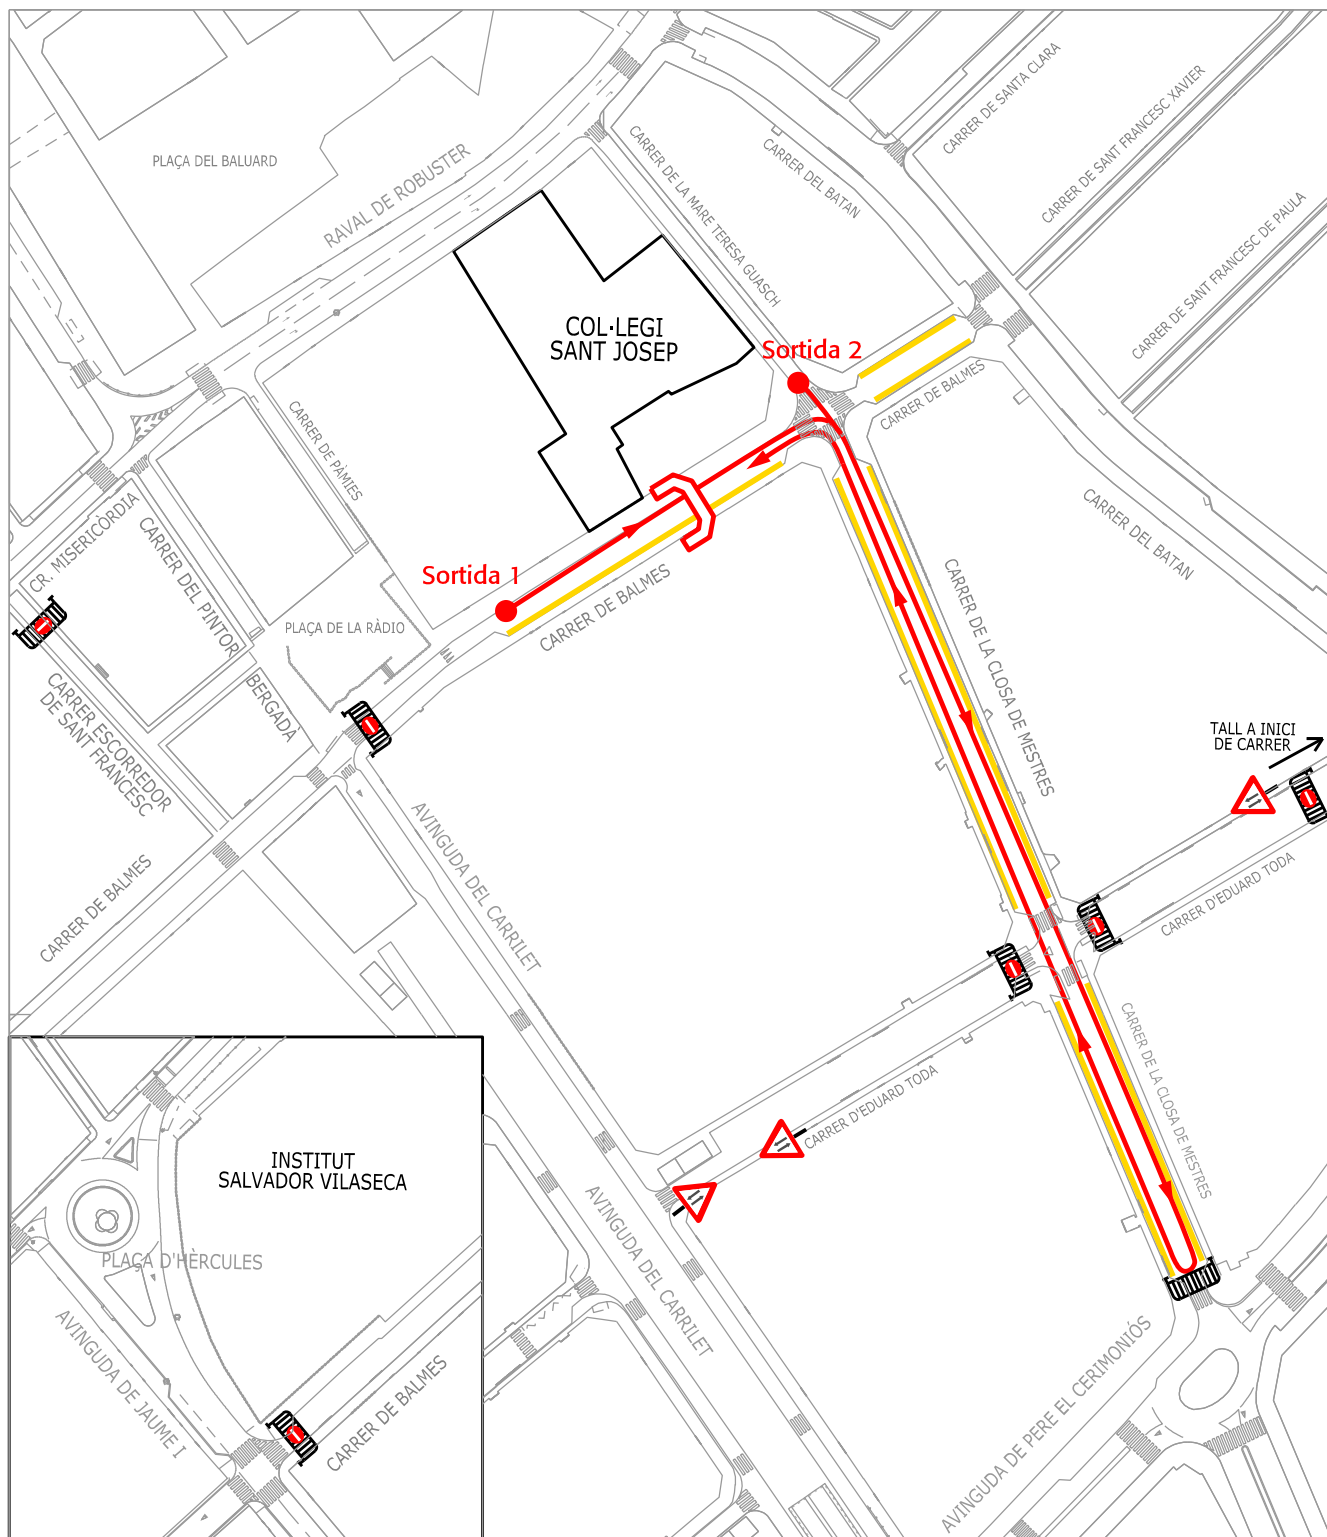 CARRER DE SANTA CLARA
CARRER DE SANT FRANCESC XAVIER
CARRER DE SANT FRANCESC DE PAULA
PLAÇA DEL BALUARD
RAVAL DE ROBUSTER
CARRER DE LA MARE TERESA GUASCH
CARRER DEL BATAN
COL·LEGI
SANT JOSEP
Sortida 2
CARRER DE BALMES
CARRER DE PÀMIES
CR. MISERICÒRDIA
CARRER DEL PINTOR
BERGADÀ
CARRER DEL BATAN
Sortida 1
CARRER DE BALMES
PLAÇA DE LA RÀDIO
CARRER DE LA CLOSA DE MESTRES
CARRER ESCORREDOR
DE SANT FRANCESC
TALL A INICI
DE CARRER
AVINGUDA DEL CARRILET
CARRER DE BALMES
CARRER D'EDUARD TODA
CARRER DE LA CLOSA DE MESTRES
CARRER D'EDUARD TODA
INSTITUT
SALVADOR VILASECA
AVINGUDA DEL CARRILET
PLAÇA D'HÈRCULES
AVINGUDA DE JAUME I
CARRER DE BALMES
AVINGUDA DE PERE EL CERIMONIÓS